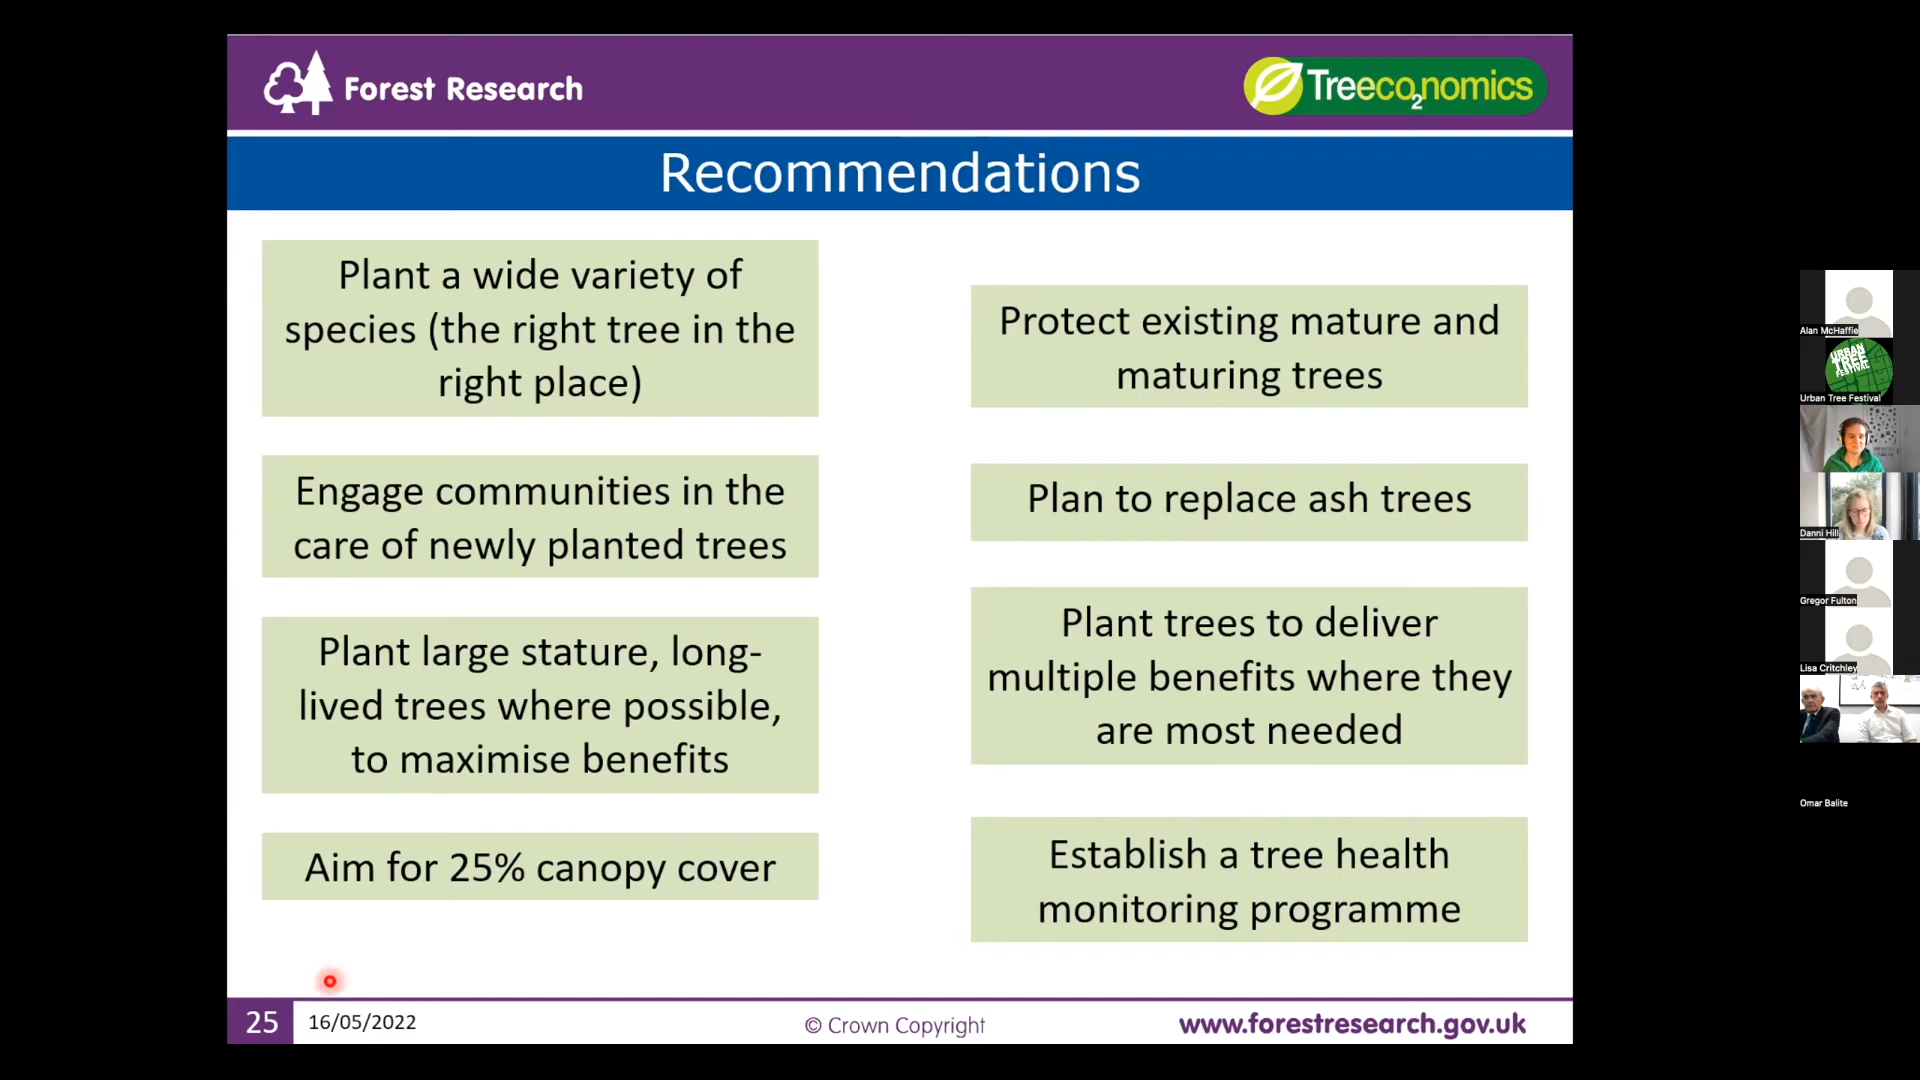 Forest Research
Treeco2nomics
Recommendations
Plant a wide variety of
species (the right tree in the
right place)
Engage communities in the
care of newly planted trees
Plant large stature, long-
lived trees where possible,
to maximise benefits
Aim for 25% canopy cover
Protect existing mature and
maturing trees
Plan to replace ash trees
Plant trees to deliver
multiple benefits where they
are most needed
Establish a tree health
monitoring programme
25
16/05/2022
© Crown Copyright
www.forestresearch.gov.uk
Alan McHaffie
URBAN
TREE
FESTIVAL
Urban Tree Festival
Danni Hill
Gregor Fulton
Lisa Critchley
Omar Balite